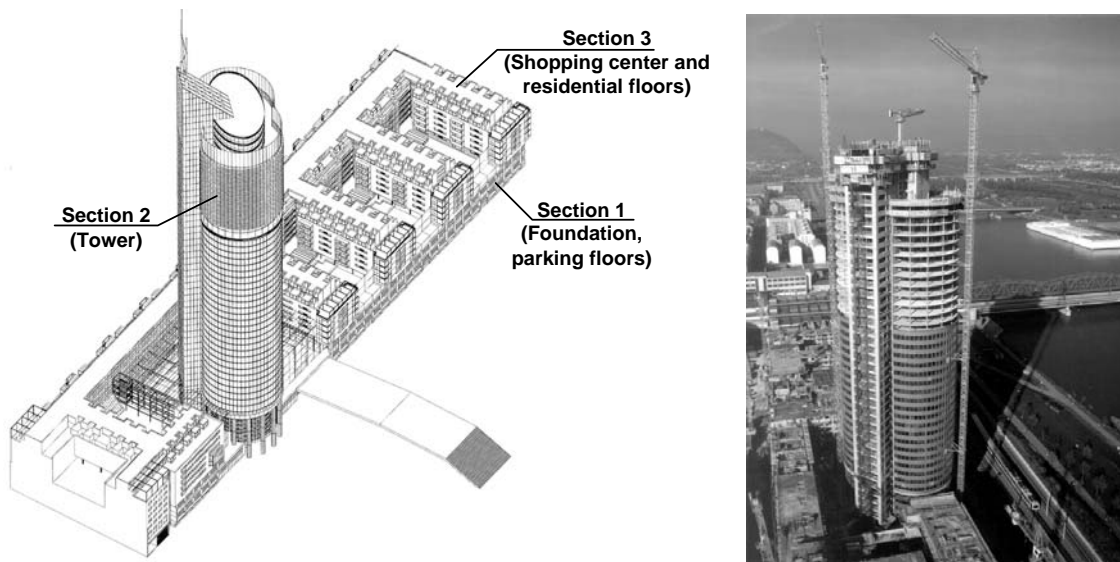 Section 3
(Shopping center and
residential floors)
Section 2
(Tower)
Section 1
(Foundation,
parking floors)